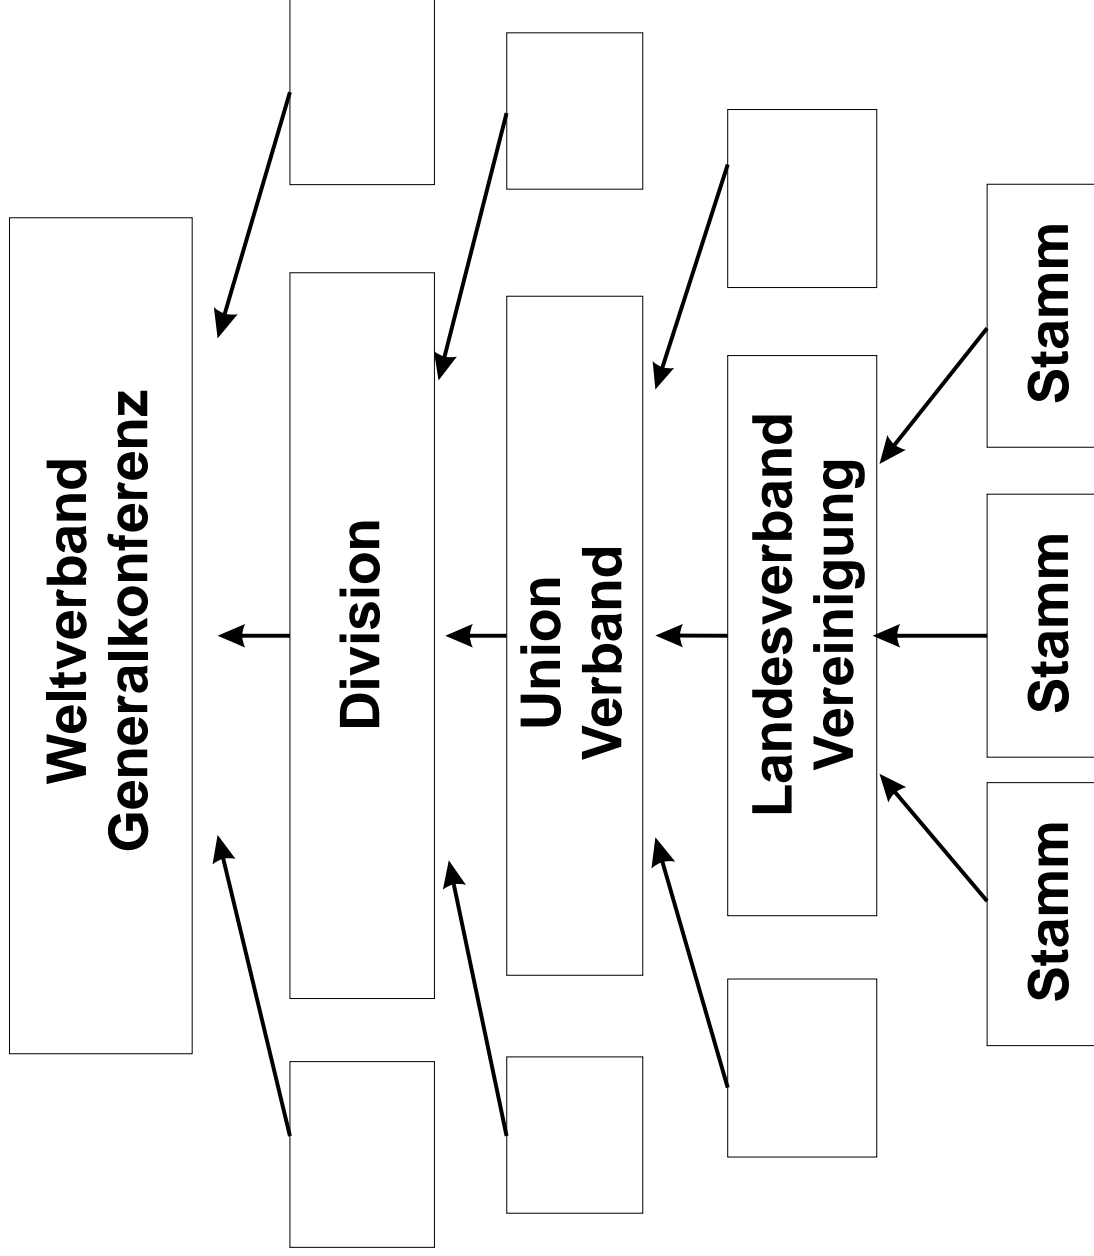 Weltverband
Generalkonferenz
Division
Union
Verband
Landesverband
Vereinigung
Stamm
Stamm
Stamm